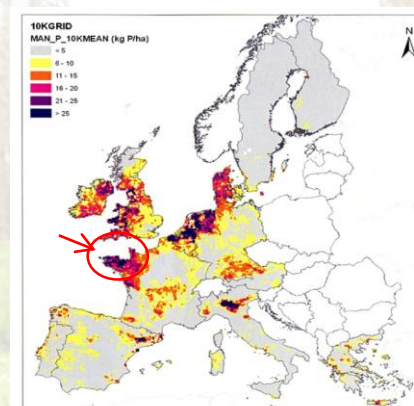 10KGRID
MAN_P_10KMEAN (kg P/ha)
< 5
6 - 10
11 - 15
16 - 20
21 - 25
> 25
N